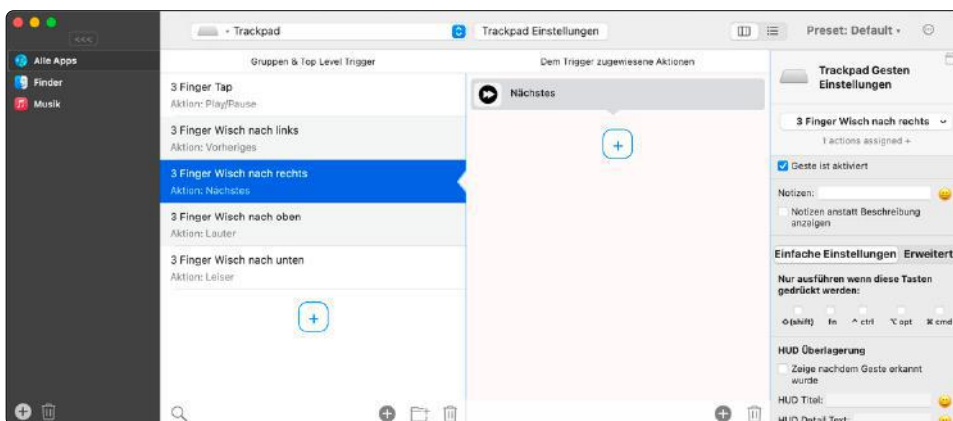 <<<
Trackpad
Trackpad Einstellungen
Preset: Default
Alle Apps
Finder
Musik
Gruppen & Top Level Trigger
3 Finger Tap
Aktion: Play/Pause
3 Finger Wisch nach links
Aktion: Vorheriges
3 Finger Wisch nach rechts
Aktion: Nächstes
3 Finger Wisch nach oben
Aktion: Lauter
3 Finger Wisch nach unten
Aktion: Leiser
+
Dem Trigger zugewiesene Aktionen
Nächstes
+
Trackpad Gesten
Einstellungen
3 Finger Wisch nach rechts
1 actions assigned +
Geste ist aktiviert
Notizen:
Notizen anstatt Beschreibung
anzeigen
Einfache Einstellungen Erweitert
Nur ausführen wenn diese Tasten
gedrückt werden:
⇧(shift) fn ^ ctrl ⌥ opt ⌘ cmd
HUD Überlagerung
Zeige nachdem Geste erkannt
wurde
HUD Titel:
HUD Detail Text: